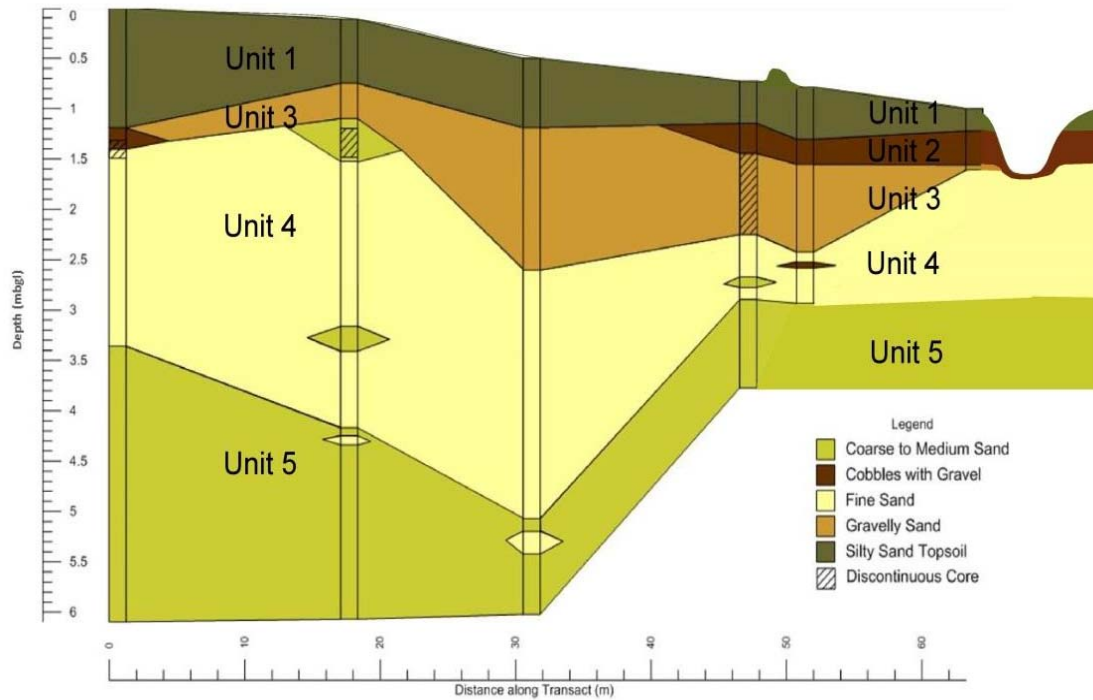 0
0.5
1
1.5
2
2.5
3
3.5
4
4.5
5
5.5
6
Depth (mbgl)
Unit 1
Unit 3
Unit 4
Unit 5
Unit 1
Unit 2
Unit 3
Unit 4
Unit 5
Legend
Coarse to Medium Sand
Cobbles with Gravel
Fine Sand
Gravelly Sand
Silty Sand Topsoil
Discontinuous Core
0 10 20 30 40 50 60
Distance along Transact (m)